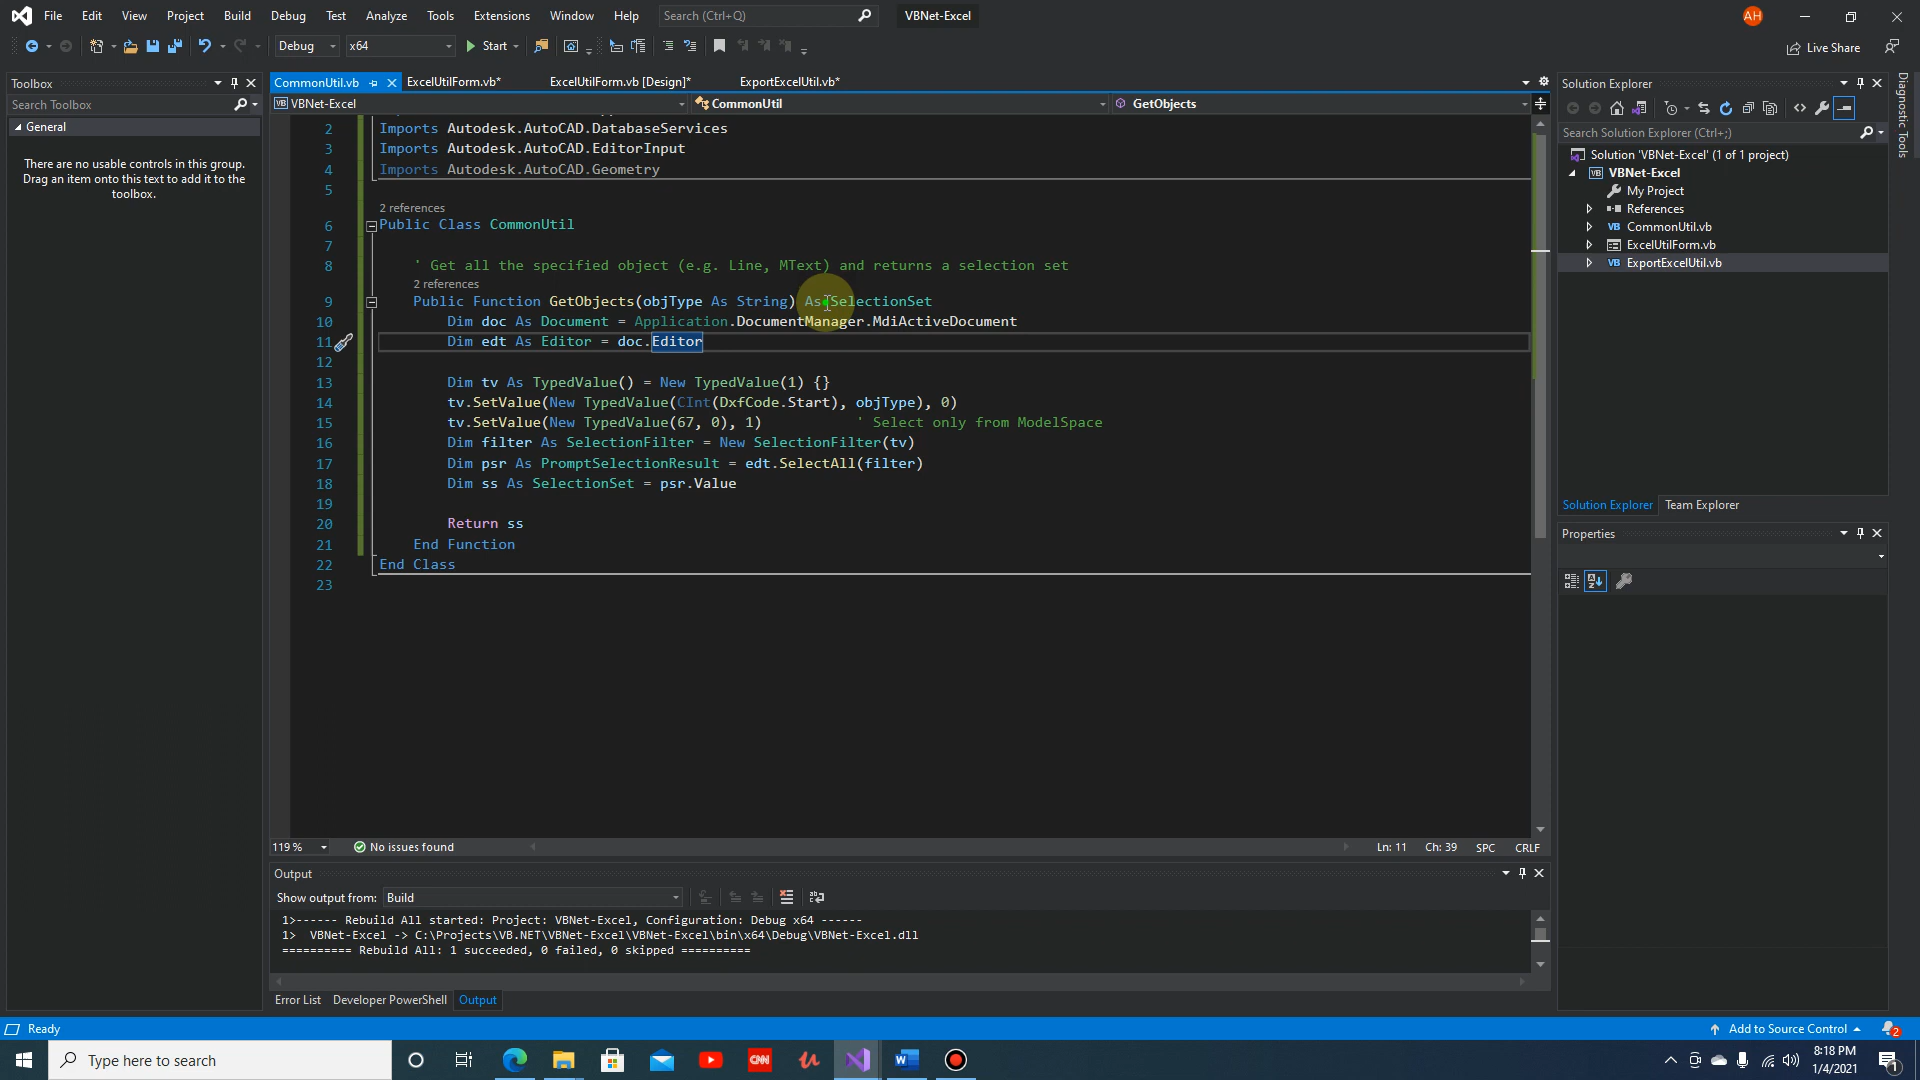 File Edit View Project Build Debug Test Analyze Tools Extensions Window Help Search (Ctrl+Q) VBNet-Excel AH
Debug x64 Start Live Share
Toolbox
Search Toolbox
General
There are no usable controls in this group.
Drag an item onto this text to add it to the
toolbox.
CommonUtil.vb ExcelUtilForm.vb* ExcelUtilForm.vb [Design]* ExportExcelUtil.vb*
VBNet-Excel CommonUtil GetObjects
2 Imports Autodesk.AutoCAD.DatabaseServices
3 Imports Autodesk.AutoCAD.EditorInput
4 Imports Autodesk.AutoCAD.Geometry
5
2 references
6 Public Class CommonUtil
7
8 ' Get all the specified object (e.g. Line, MText) and returns a selection set
2 references
9 Public Function GetObjects(objType As String) As SelectionSet
10 Dim doc As Document = Application.DocumentManager.MdiActiveDocument
11 Dim edt As Editor = doc.Editor
12
13 Dim tv As TypedValue() = New TypedValue(1) {}
14 tv.SetValue(New TypedValue(CInt(DxfCode.Start), objType), 0)
15 tv.SetValue(New TypedValue(67, 0), 1) ' Select only from ModelSpace
16 Dim filter As SelectionFilter = New SelectionFilter(tv)
17 Dim psr As PromptSelectionResult = edt.SelectAll(filter)
18 Dim ss As SelectionSet = psr.Value
19
20 Return ss
21 End Function
22 End Class
23
119 % No issues found Ln: 11 Ch: 39 SPC CRLF
Output
Show output from: Build
1>------ Rebuild All started: Project: VBNet-Excel, Configuration: Debug x64 ------
1> VBNet-Excel -> C:\Projects\VB.NET\VBNet-Excel\VBNet-Excel\bin\x64\Debug\VBNet-Excel.dll
========== Rebuild All: 1 succeeded, 0 failed, 0 skipped ==========
Error List Developer PowerShell Output
Solution Explorer
Search Solution Explorer (Ctrl+;)
Solution 'VBNet-Excel' (1 of 1 project)
VB VBNet-Excel
My Project
References
VB CommonUtil.vb
ExcelUtilForm.vb
VB ExportExcelUtil.vb
Solution Explorer Team Explorer
Properties
Diagnostic Tools
Ready Add to Source Control 2
Type here to search CNN 8:18 PM
1/4/2021 1